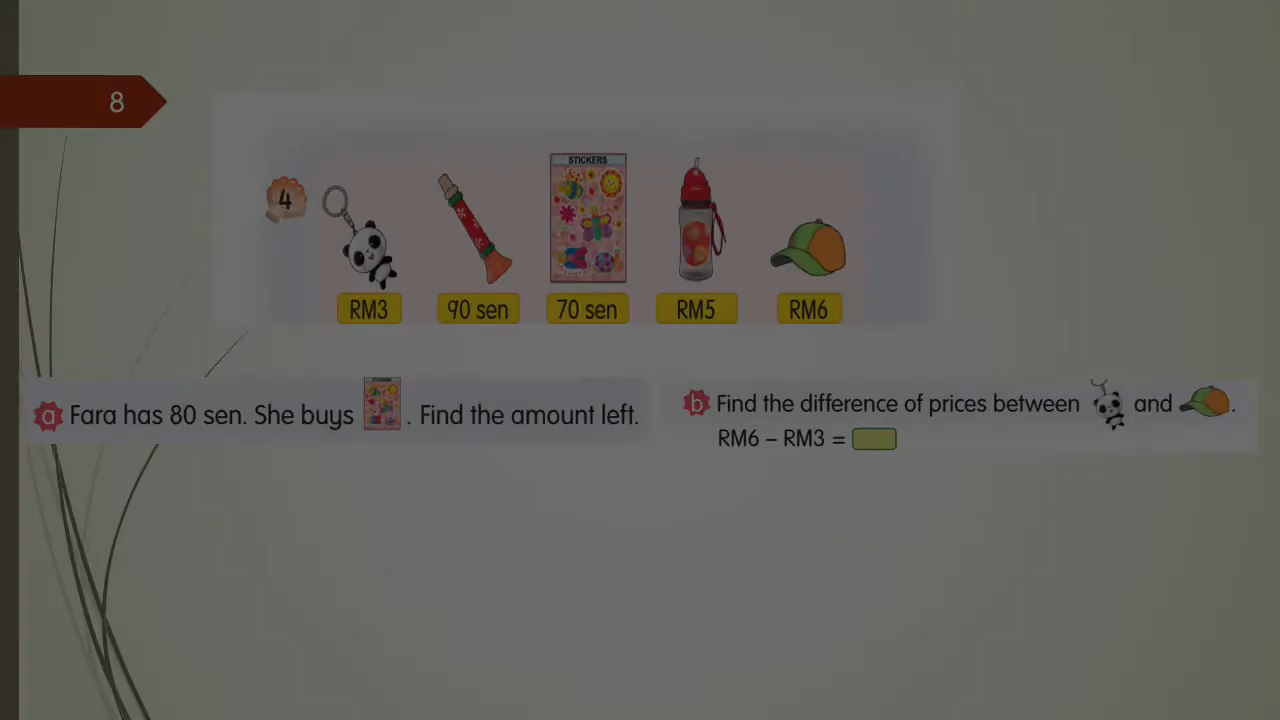 8
STICKERS
4
RM3 90 sen 70 sen RM5 RM6
a Fara has 80 sen. She buys . Find the amount left.
b Find the difference of prices between and .
RM6 – RM3 =